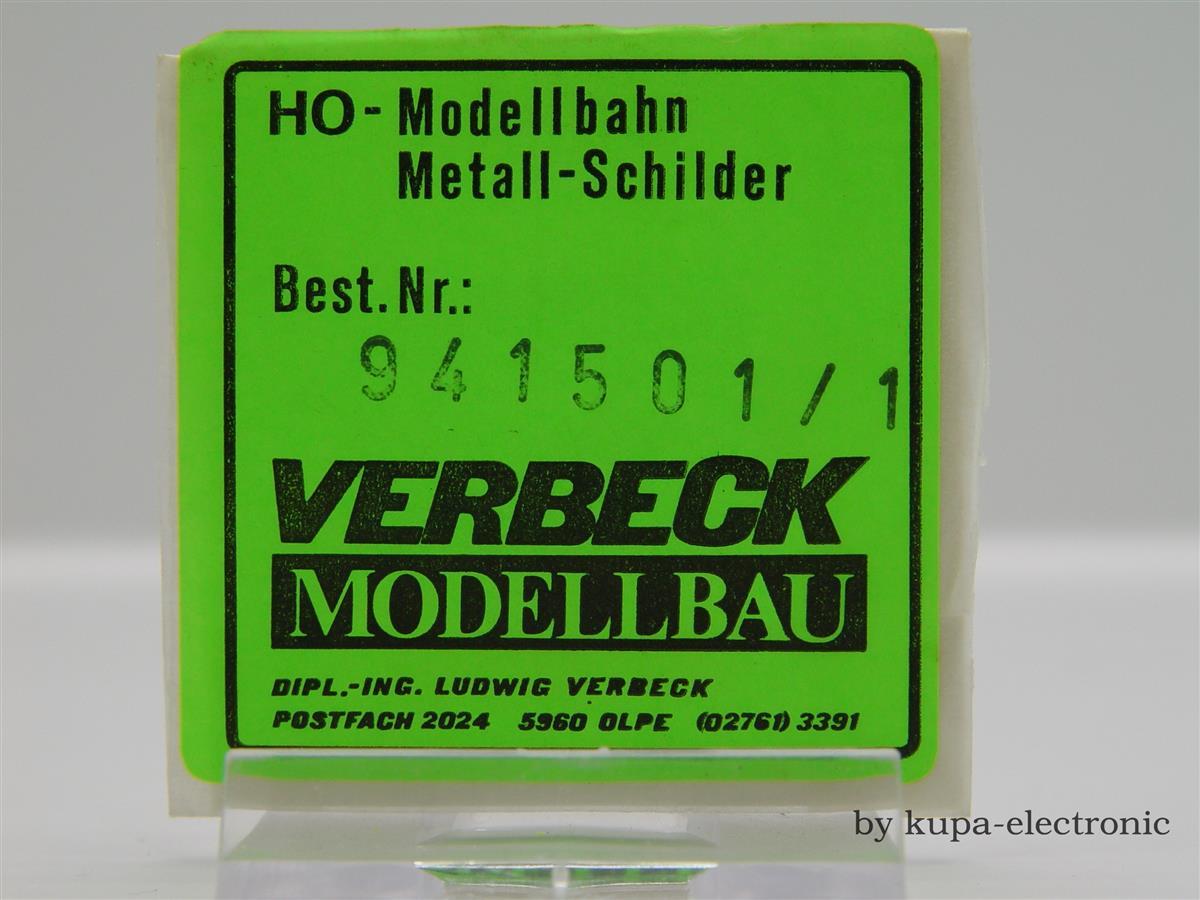 HO - Modellbahn
Metall-Schilder
Best.Nr.:
941501/1
VERBECK
MODELLBAU
DIPL.-ING. LUDWIG VERBECK
POSTFACH 2024 5960 OLPE (02761) 3391
by kupa-electronic